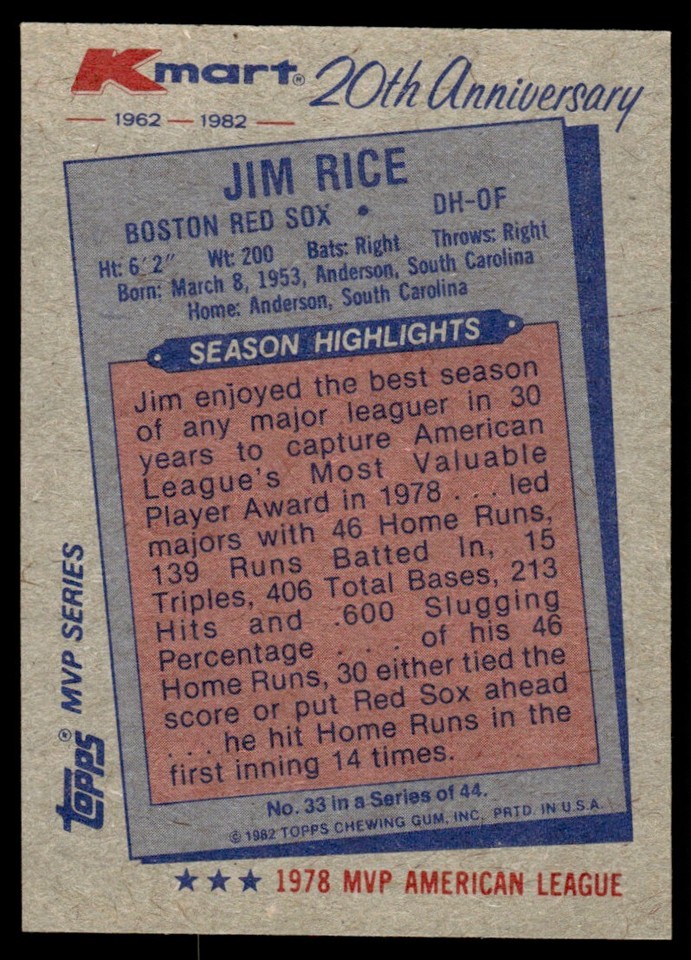 Kmart® 20th Anniversary
— 1962 — 1982 —
JIM RICE
BOSTON RED SOX • DH-OF
Ht: 6'2" Wt: 200 Bats: Right Throws: Right
Born: March 8, 1953, Anderson, South Carolina
Home: Anderson, South Carolina
SEASON HIGHLIGHTS
Jim enjoyed the best season
of any major leaguer in 30
years to capture American
League's Most Valuable
Player Award in 1978 . . . led
majors with 46 Home Runs,
139 Runs Batted In, 15
Triples, 406 Total Bases, 213
Hits and .600 Slugging
Percentage . . . of his 46
Home Runs, 30 either tied the
score or put Red Sox ahead
. . . he hit Home Runs in the
first inning 14 times.
No. 33 in a Series of 44.
© 1982 TOPPS CHEWING GUM, INC. PRTD. IN U.S.A.
topps® MVP SERIES
★★★ 1978 MVP AMERICAN LEAGUE